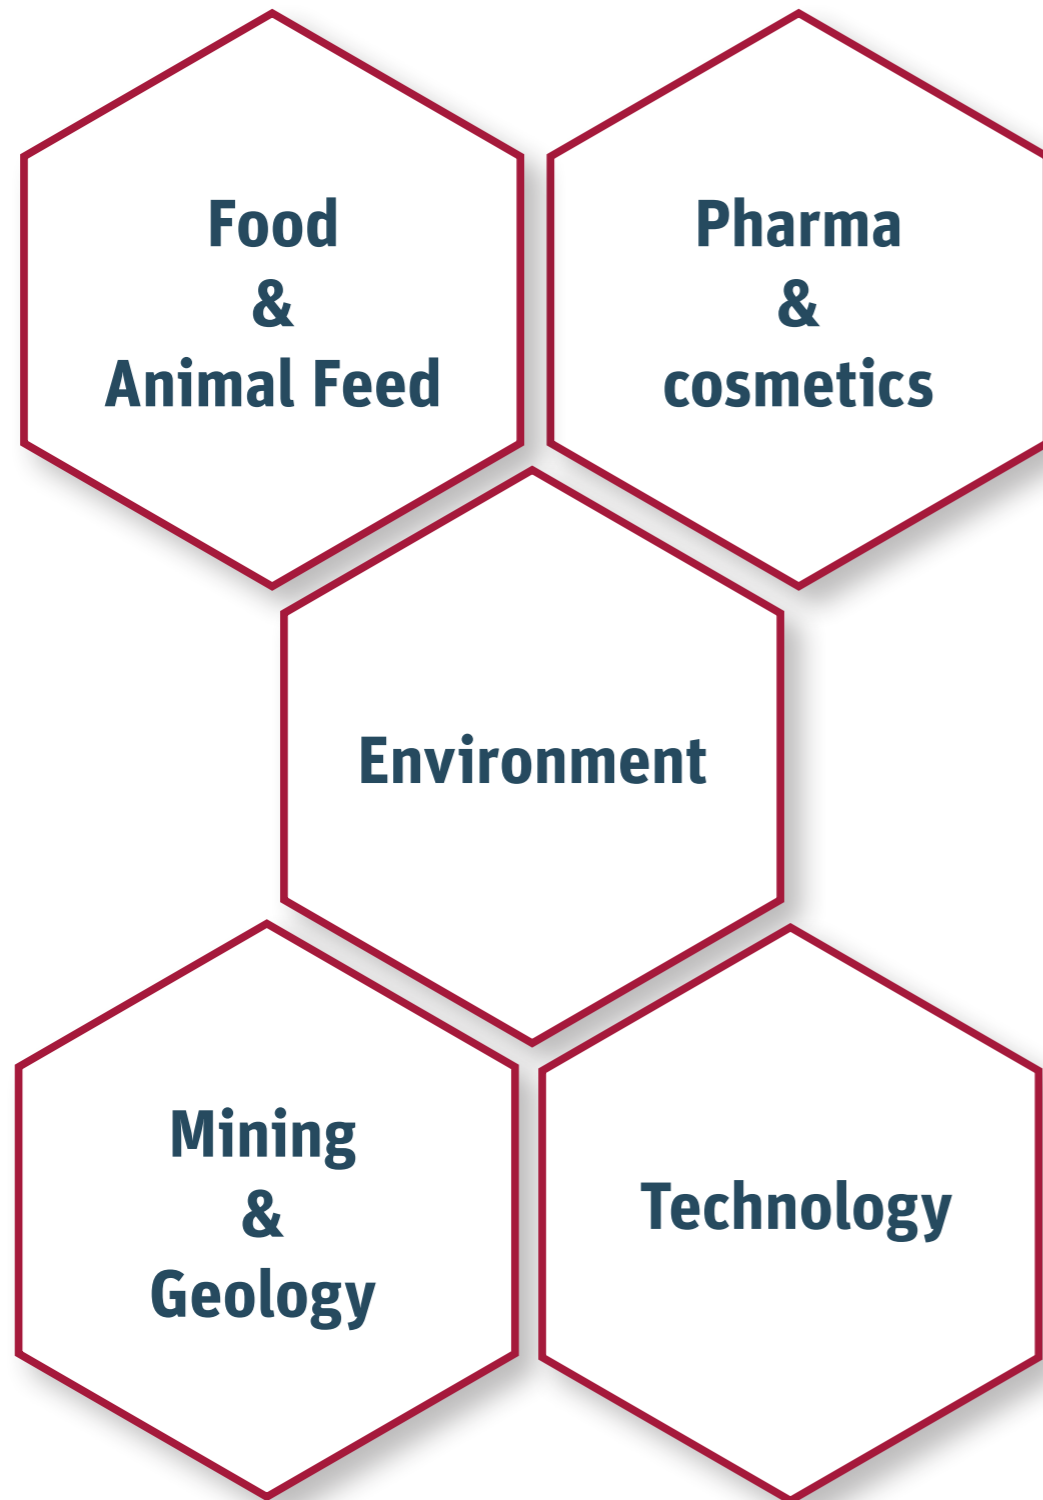 Food
&
Animal Feed
Pharma
&
cosmetics
Environment
Mining
&
Geology
Technology